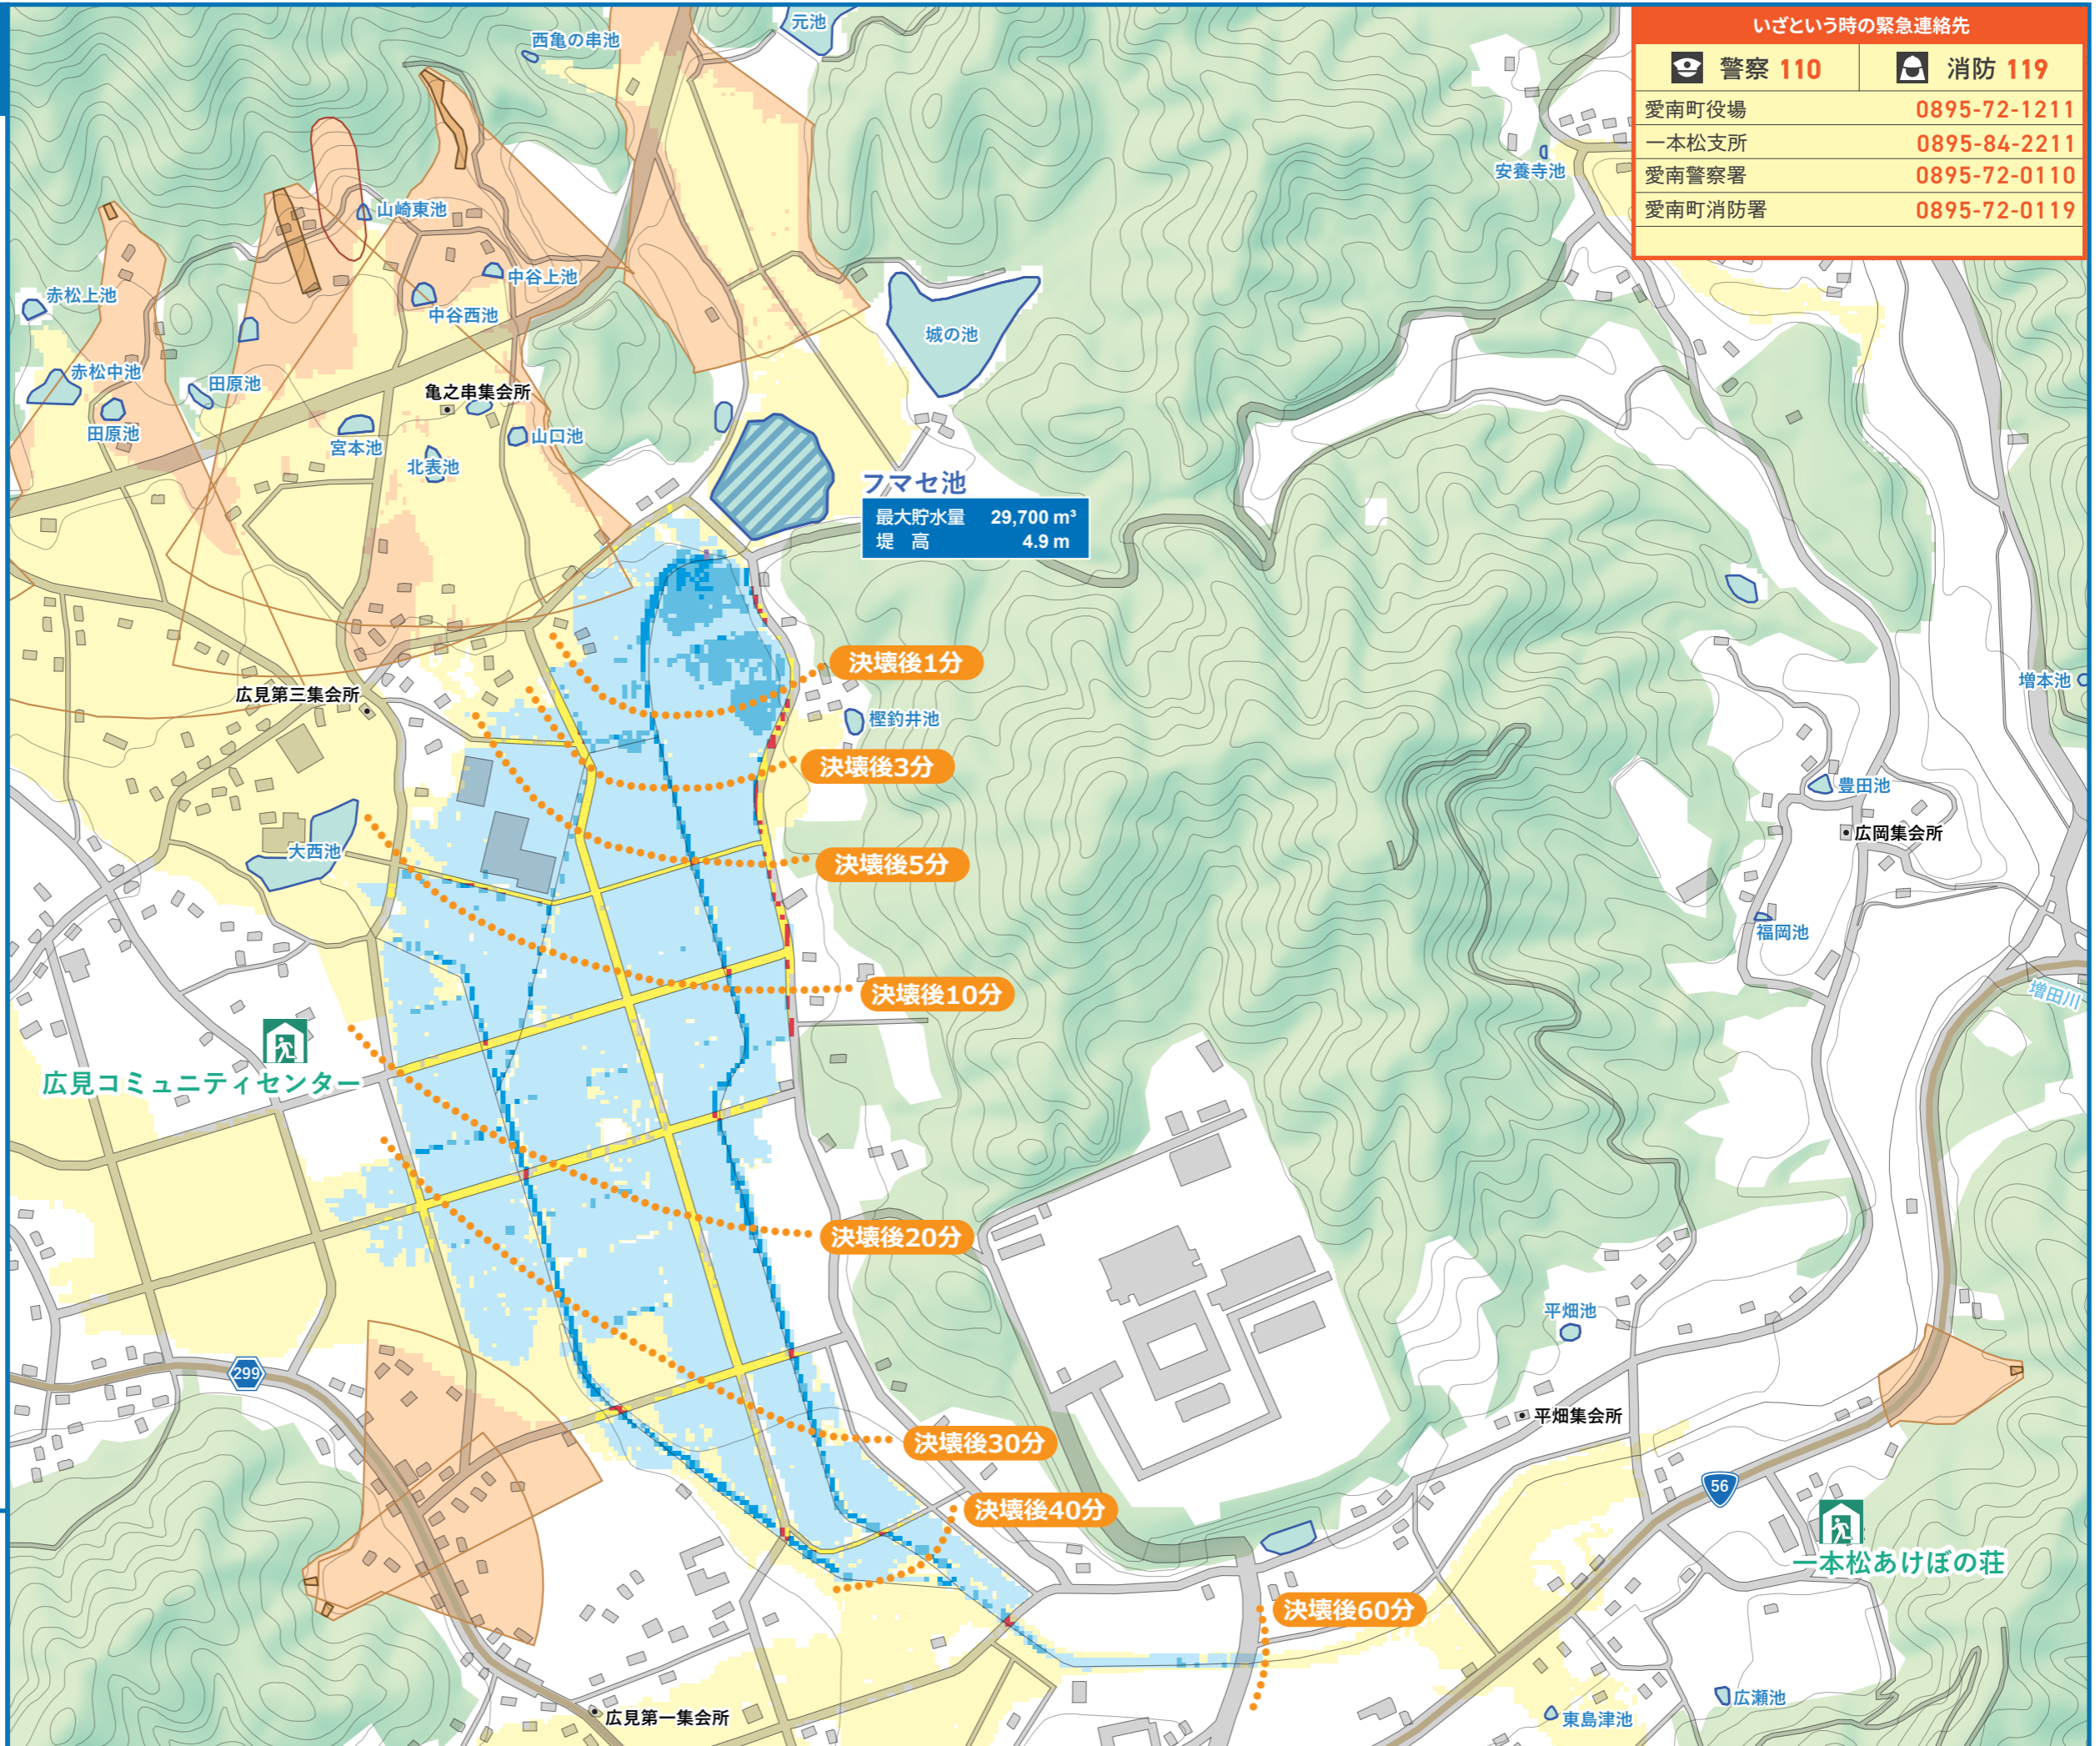 元池
西亀の串池
いざという時の緊急連絡先
警察 110
消防 119
愛南町役場 0895-72-1211
一本松支所 0895-84-2211
愛南警察署 0895-72-0110
愛南町消防署 0895-72-0119
安養寺池
山崎東池
中谷上池
赤松上池
中谷西池
城の池
赤松中池
田原池
亀之串集会所
田原池
宮本池
山口池
北表池
フマセ池
最大貯水量 29,700 m³
堤 高 4.9 m
決壊後1分
増本池
広見第三集会所
樫釣井池
決壊後3分
豊田池
広岡集会所
大西池
決壊後5分
福岡池
決壊後10分
増田川
広見コミュニティセンター
決壊後20分
平畑池
299
平畑集会所
決壊後30分
56
決壊後40分
一本松あけぼの荘
決壊後60分
広瀬池
広見第一集会所
東島津池